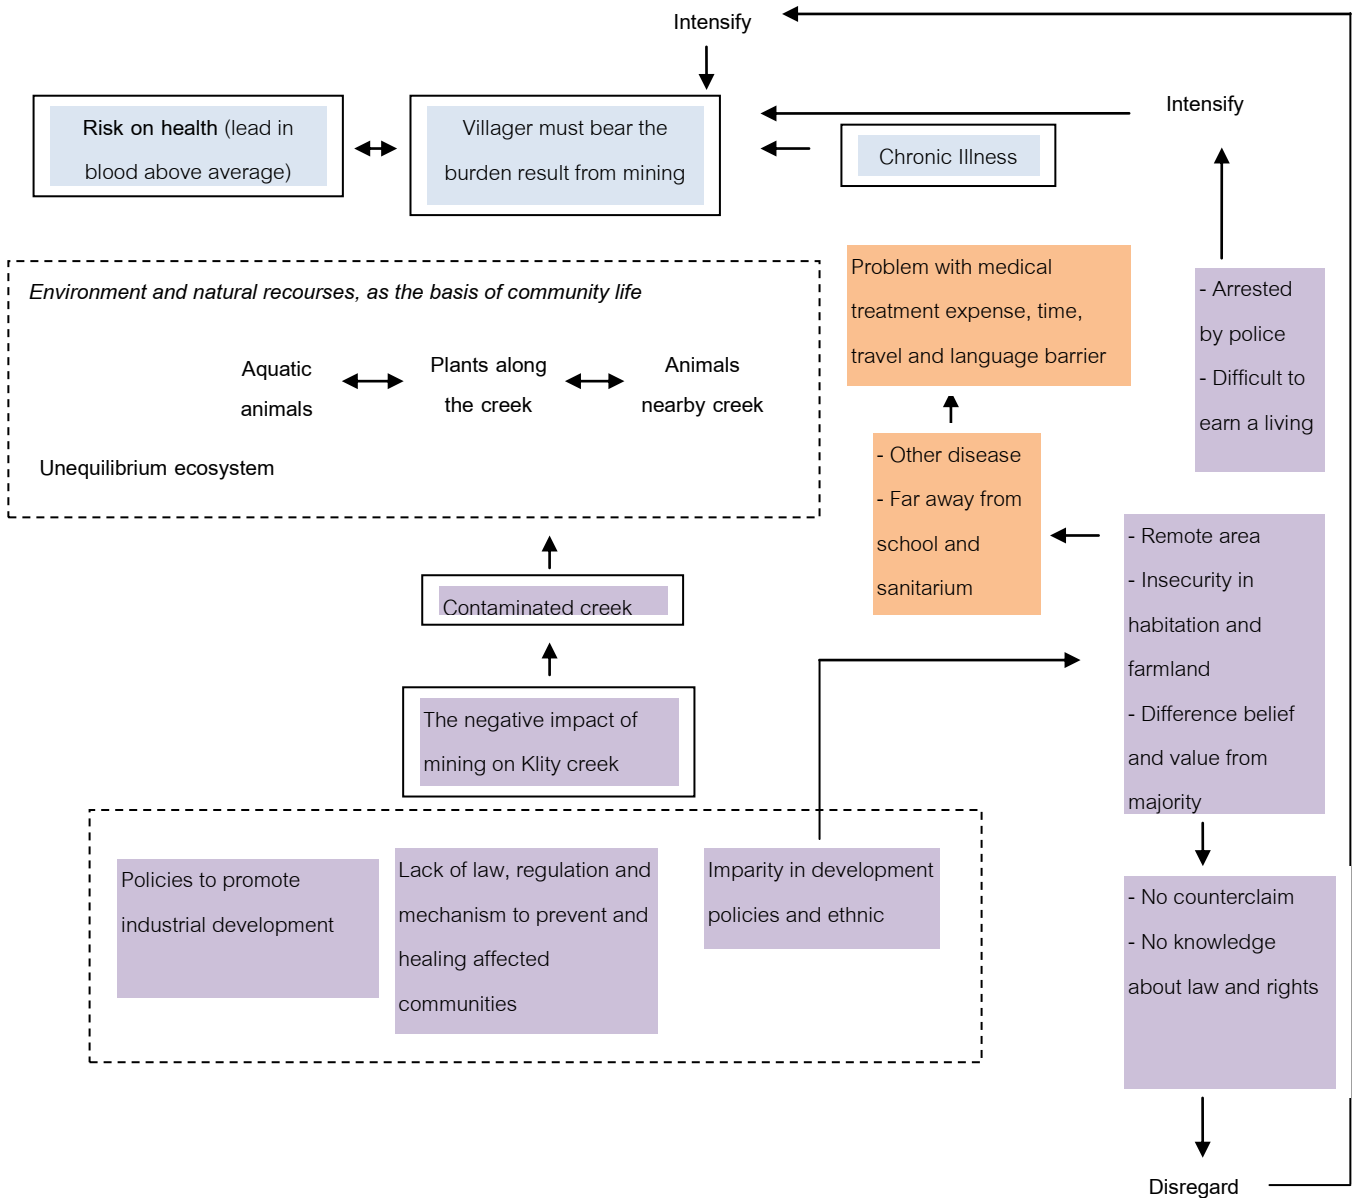 Intensify
Intensify
Risk on health (lead in
blood above average)
Villager must bear the
burden result from mining
Chronic Illness
Environment and natural recourses, as the basis of community life
Aquatic
animals
Plants along
the creek
Animals
nearby creek
Unequilibrium ecosystem
Problem with medical
treatment expense, time,
travel and language barrier
- Arrested
by police
- Difficult to
earn a living
- Other disease
- Far away from
school and
sanitarium
- Remote area
- Insecurity in
habitation and
farmland
- Difference belief
and value from
majority
Contaminated creek
The negative impact of
mining on Klity creek
Policies to promote
industrial development
Lack of law, regulation and
mechanism to prevent and
healing affected
communities
Imparity in development
policies and ethnic
- No counterclaim
- No knowledge
about law and rights
Disregard